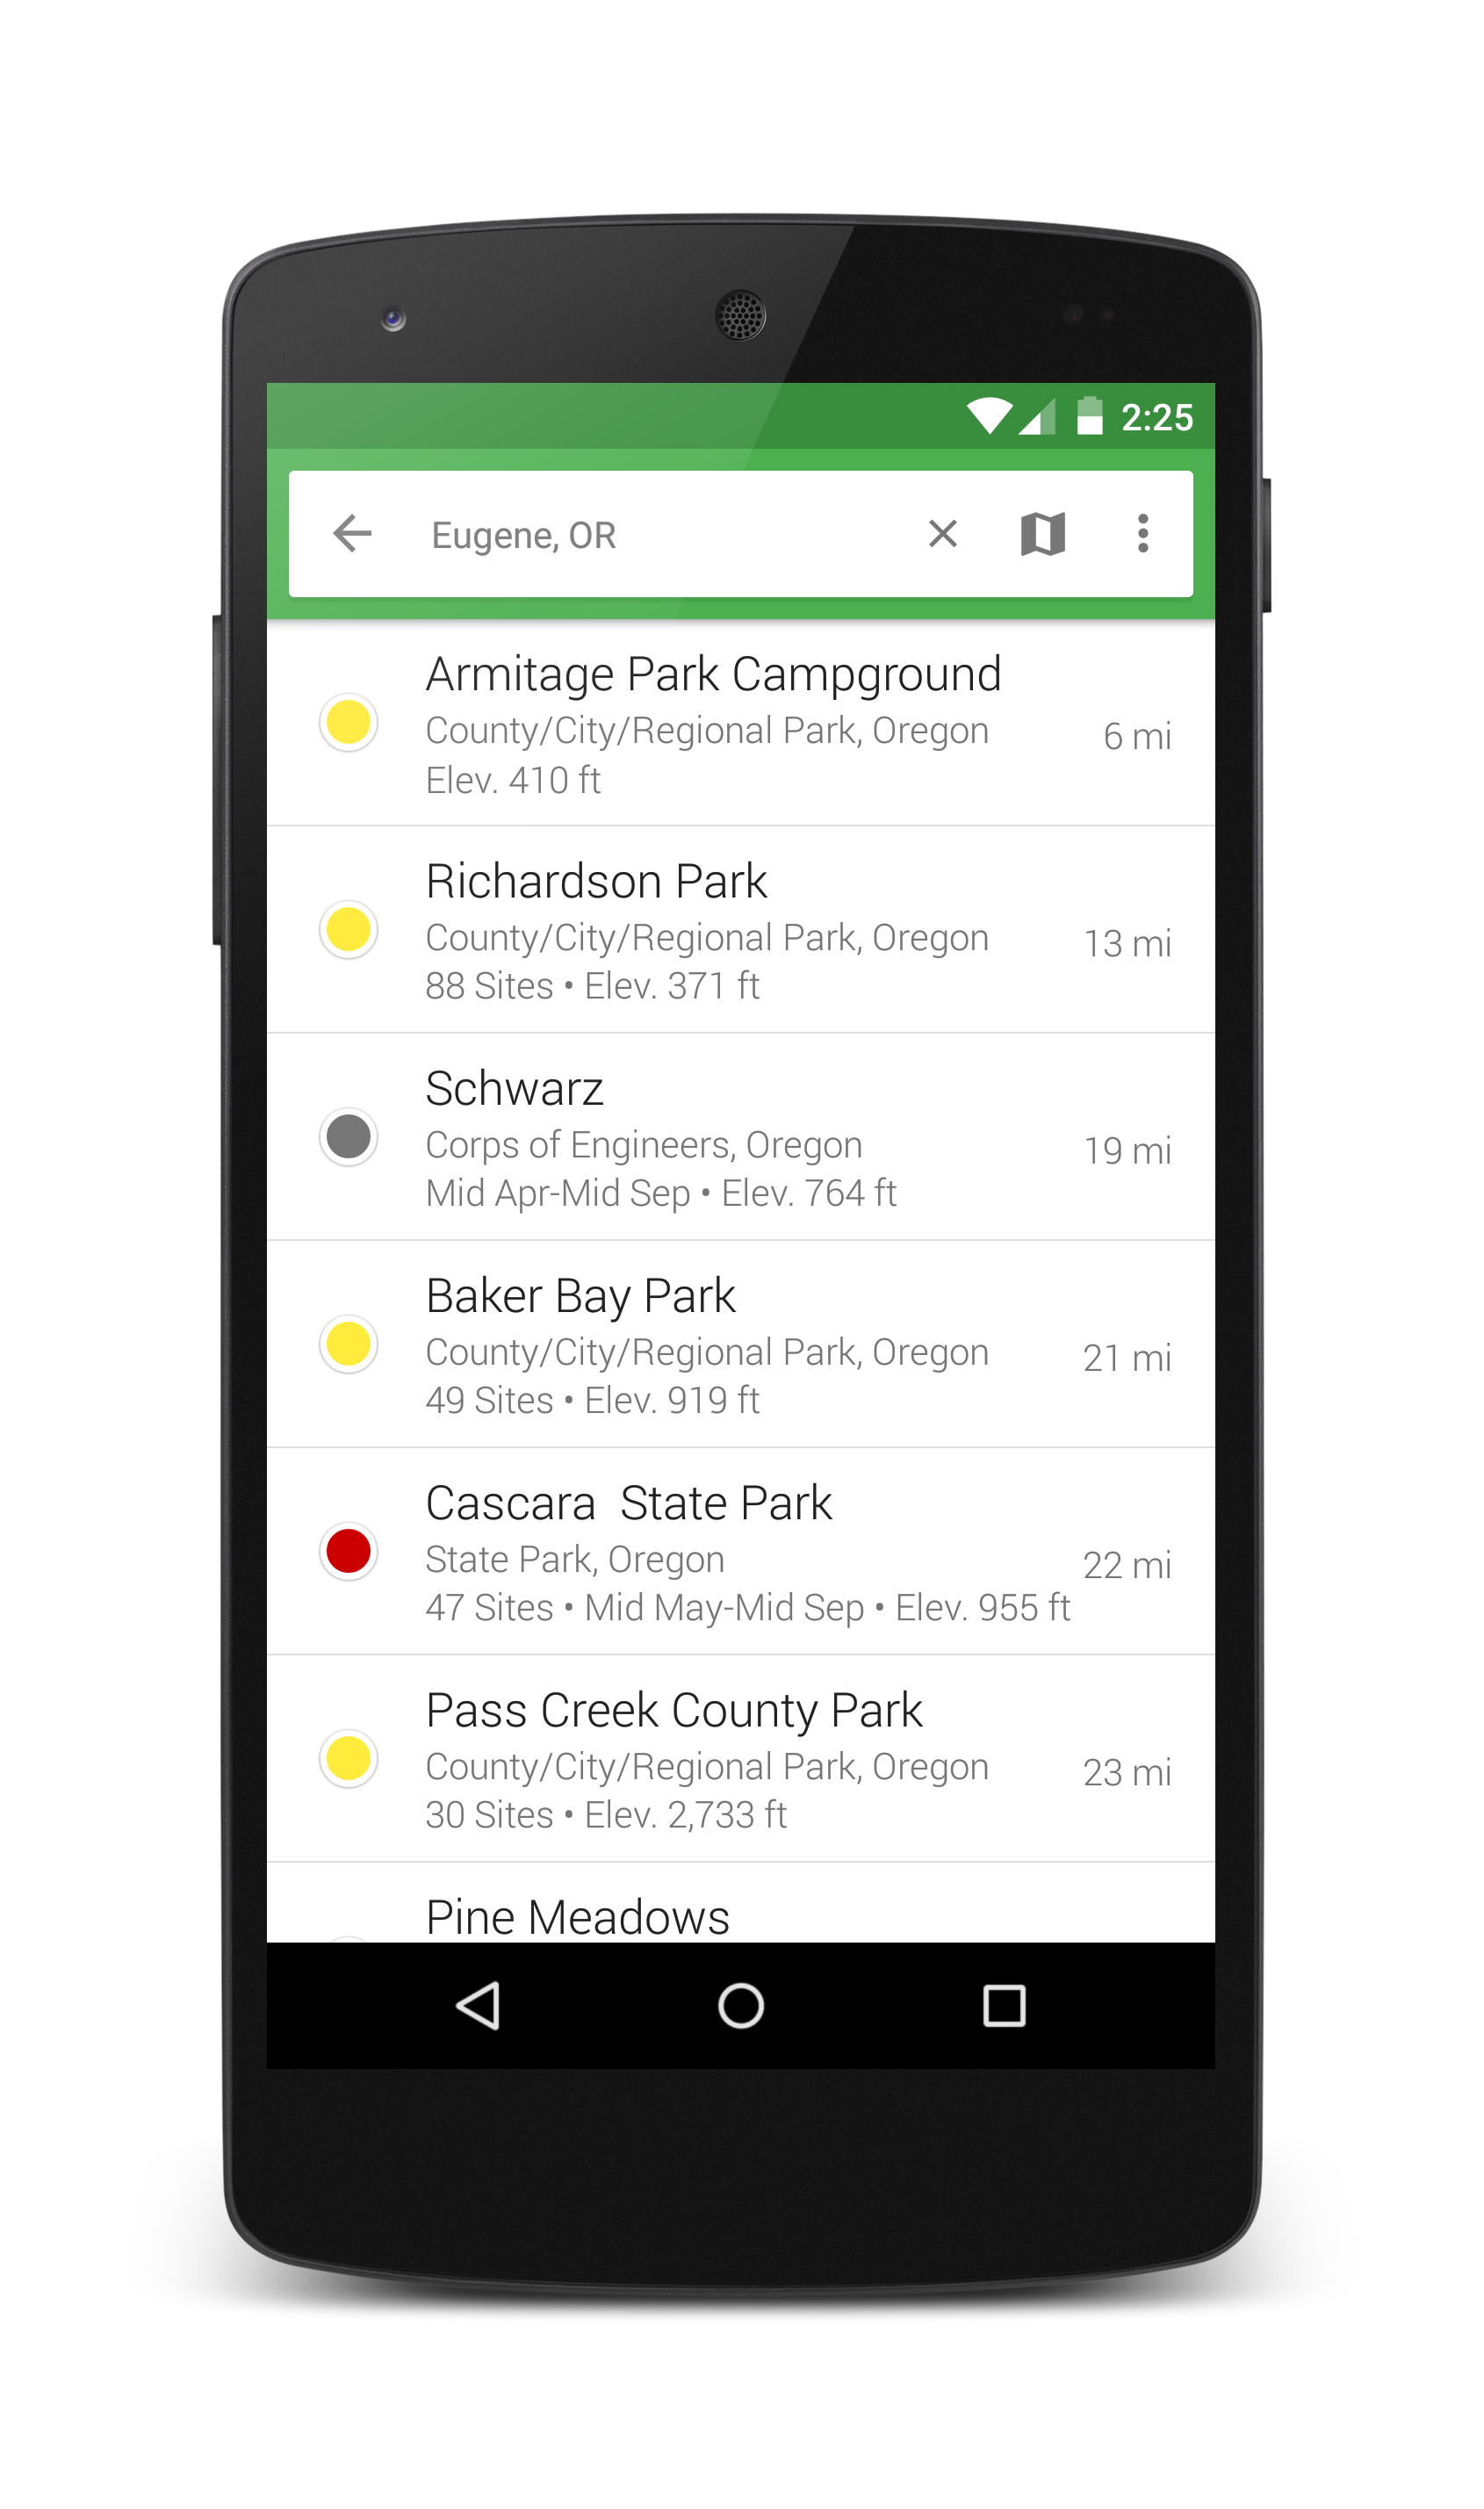 2:25
Eugene, OR
Armitage Park Campground
County/City/Regional Park, Oregon
6 mi
Elev. 410 ft
Richardson Park
County/City/Regional Park, Oregon
13 mi
88 Sites • Elev. 371 ft
Schwarz
Corps of Engineers, Oregon
19 mi
Mid Apr-Mid Sep • Elev. 764 ft
Baker Bay Park
County/City/Regional Park, Oregon
21 mi
49 Sites • Elev. 919 ft
Cascara  State Park
State Park, Oregon
22 mi
47 Sites • Mid May-Mid Sep • Elev. 955 ft
Pass Creek County Park
County/City/Regional Park, Oregon
23 mi
30 Sites • Elev. 2,733 ft
Pine Meadows